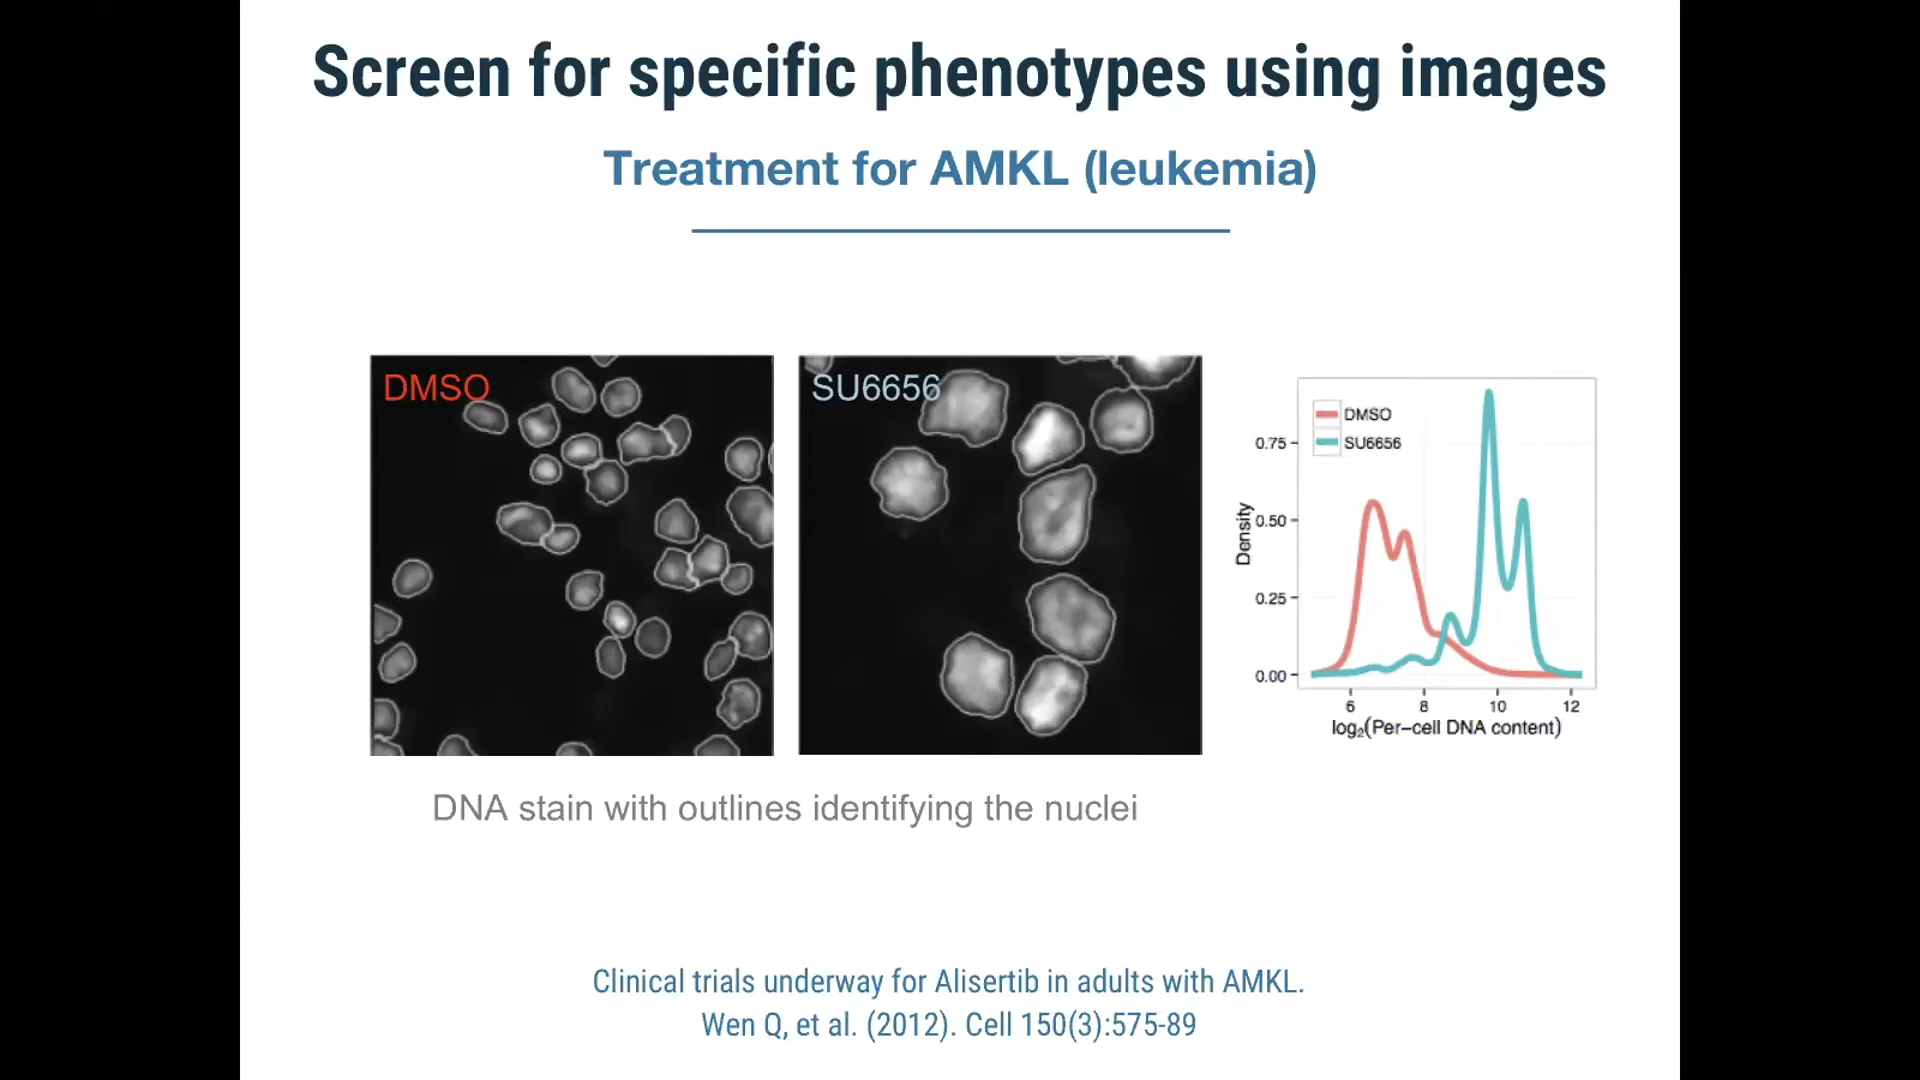 Screen for specific phenotypes using images
Treatment for AMKL (leukemia)
DMSO
SU6656
DMSO
SU6656
0.75
0.50
0.25
0.00
Density
6 8 10 12
log₂(Per-cell DNA content)
DNA stain with outlines identifying the nuclei
Clinical trials underway for Alisertib in adults with AMKL.
Wen Q, et al. (2012). Cell 150(3):575-89